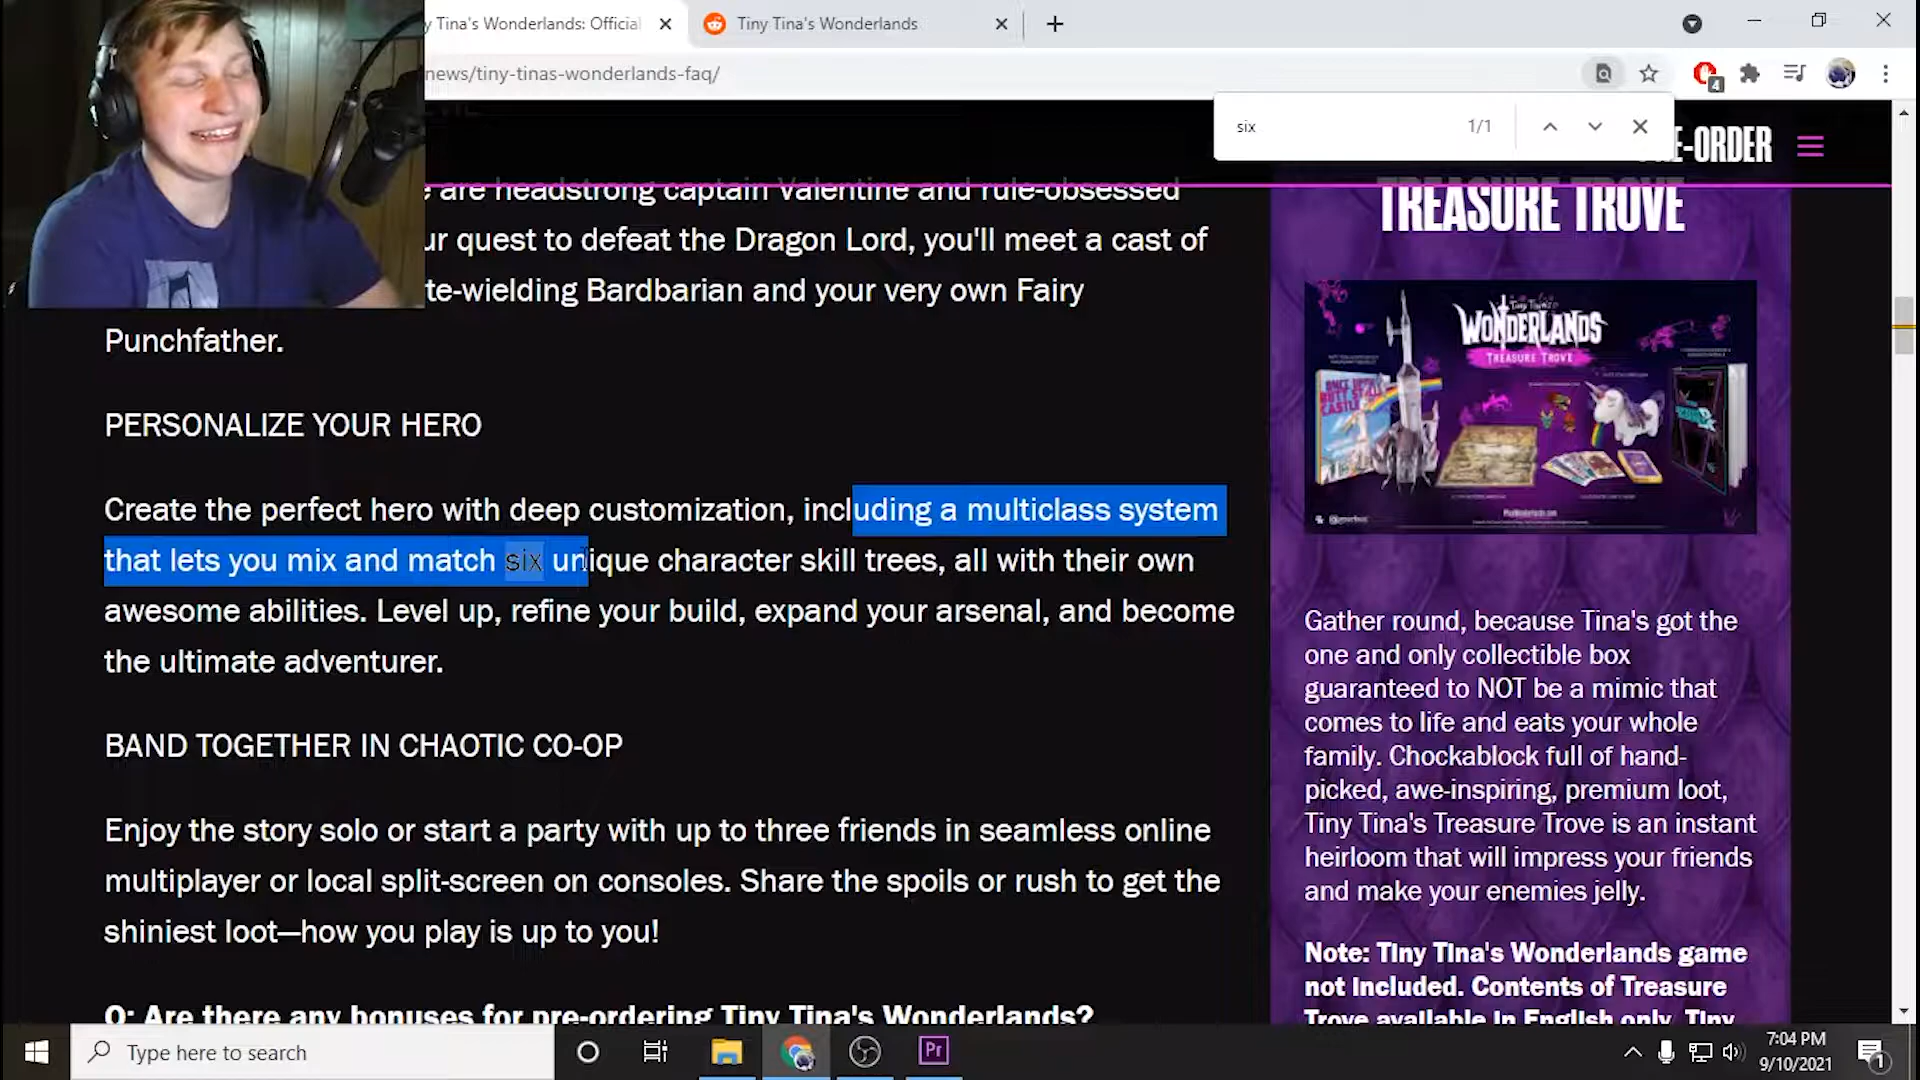 y Tina's Wonderlands: Official
Tiny Tina's Wonderlands
news/tiny-tinas-wonderlands-faq/
4
six
1/1
E-ORDER
e are headstrong captain Valentine and rule-obsessed
ur quest to defeat the Dragon Lord, you'll meet a cast of
te-wielding Bardbarian and your very own Fairy
Punchfather.
PERSONALIZE YOUR HERO
Create the perfect hero with deep customization, including a multiclass system
that lets you mix and match six unique character skill trees, all with their own
awesome abilities. Level up, refine your build, expand your arsenal, and become
the ultimate adventurer.
BAND TOGETHER IN CHAOTIC CO-OP
Enjoy the story solo or start a party with up to three friends in seamless online
multiplayer or local split-screen on consoles. Share the spoils or rush to get the
shiniest loot—how you play is up to you!
Q: Are there any bonuses for pre-ordering Tiny Tina's Wonderlands?
TREASURE TROVE
Tiny Tina's
WONDERLANDS
TREASURE TROVE
Gather round, because Tina's got the
one and only collectible box
guaranteed to NOT be a mimic that
comes to life and eats your whole
family. Chockablock full of hand-
picked, awe-inspiring, premium loot,
Tiny Tina's Treasure Trove is an instant
heirloom that will impress your friends
and make your enemies jelly.
Note: Tiny Tina's Wonderlands game
not included. Contents of Treasure
Trove available in English only. Tiny
Type here to search
Pr
7:04 PM
9/10/2021
1